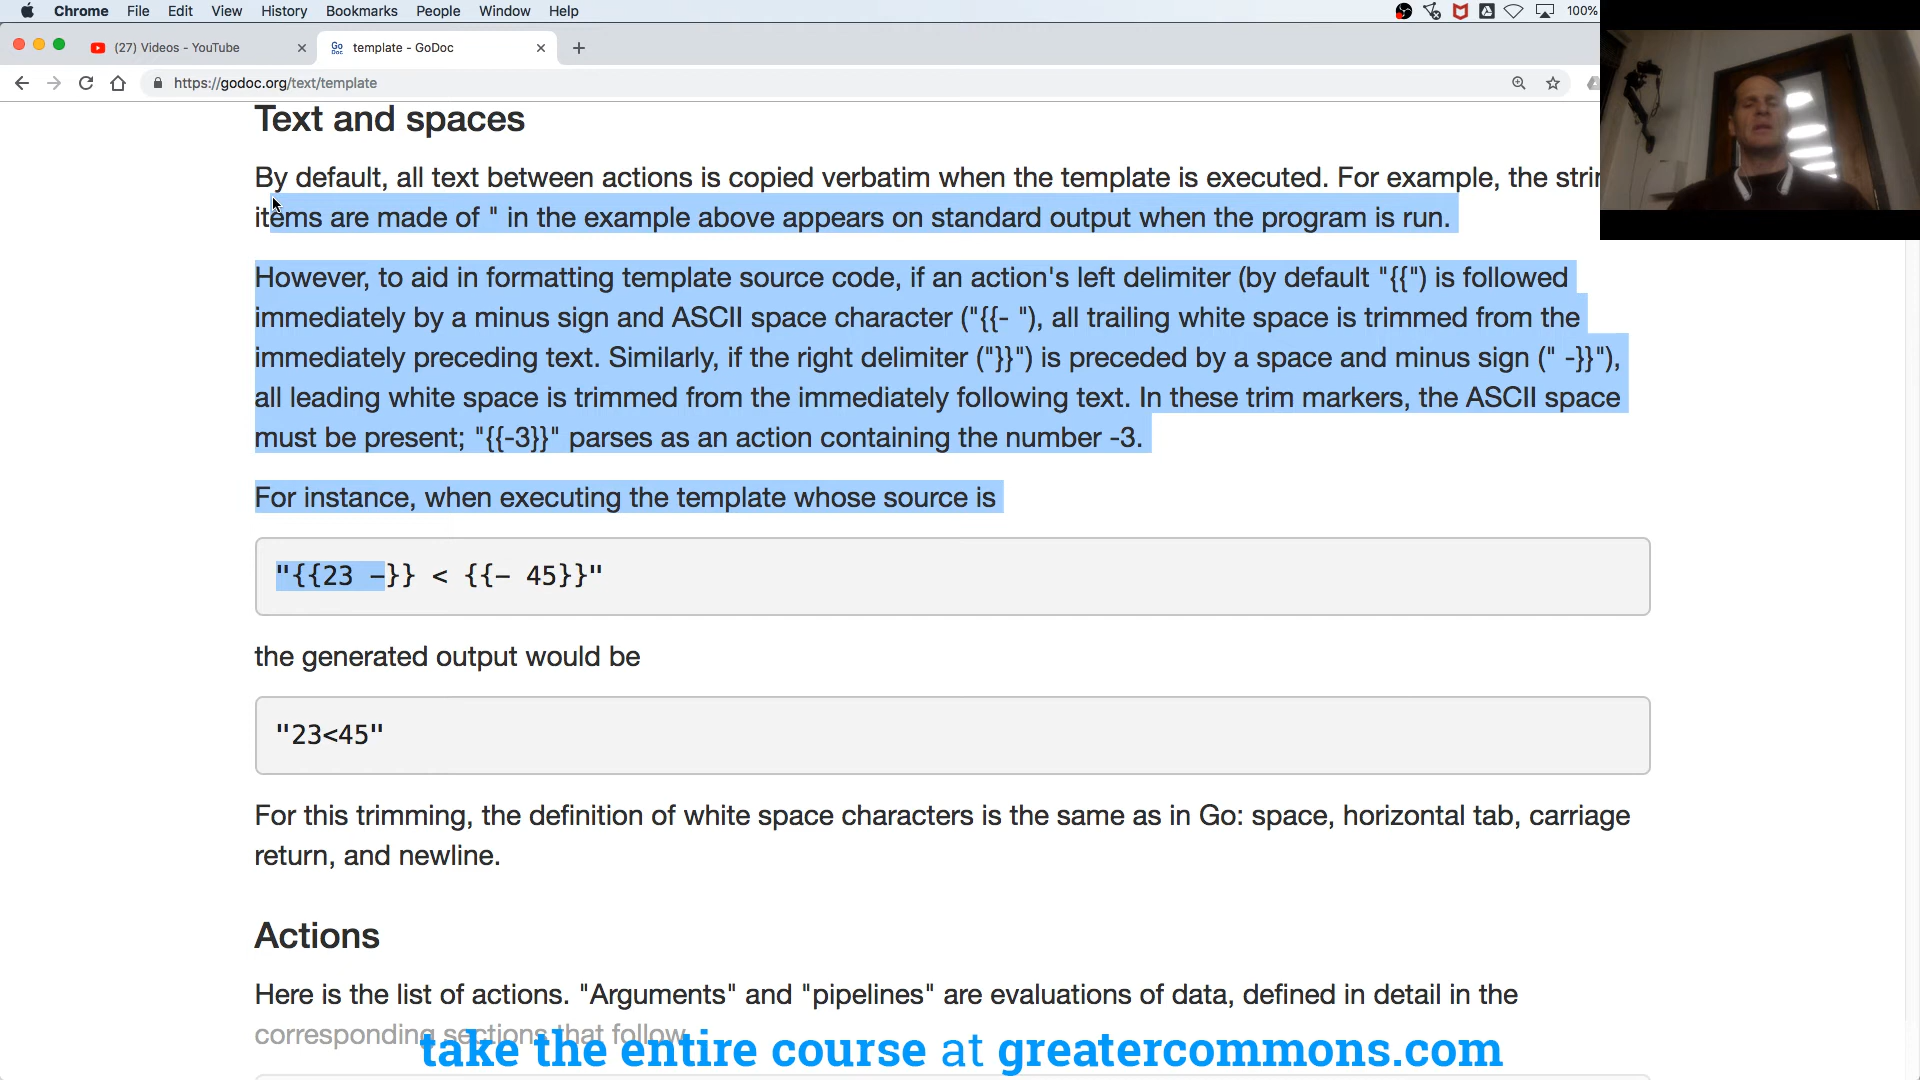 Chrome File Edit View History Bookmarks People Window Help 100%
(27) Videos - YouTube
Go Doc template - GoDoc
https://godoc.org/text/template
Text and spaces
By default, all text between actions is copied verbatim when the template is executed. For example, the
items are made of " in the example above appears on standard output when the program is run.
However, to aid in formatting template source code, if an action's left delimiter (by default "{{") is followed
immediately by a minus sign and ASCII space character ("{{- "), all trailing white space is trimmed from the
immediately preceding text. Similarly, if the right delimiter ("}}") is preceded by a space and minus sign (" -}}"),
all leading white space is trimmed from the immediately following text. In these trim markers, the ASCII space
must be present; "{{-3}}" parses as an action containing the number -3.
For instance, when executing the template whose source is
"{{23 -}} < {{- 45}}"
the generated output would be
"23<45"
For this trimming, the definition of white space characters is the same as in Go: space, horizontal tab, carriage
return, and newline.
Actions
Here is the list of actions. "Arguments" and "pipelines" are evaluations of data, defined in detail in the
corresponding sections that follow.
take the entire course at greatercommons.com